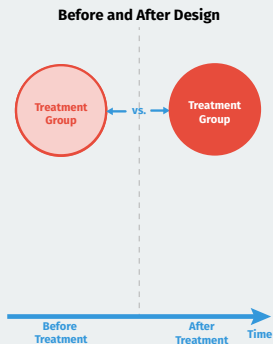 Before and After Design
Treatment
Group
vs.
Treatment
Group
Before
Treatment
After
Treatment
Time